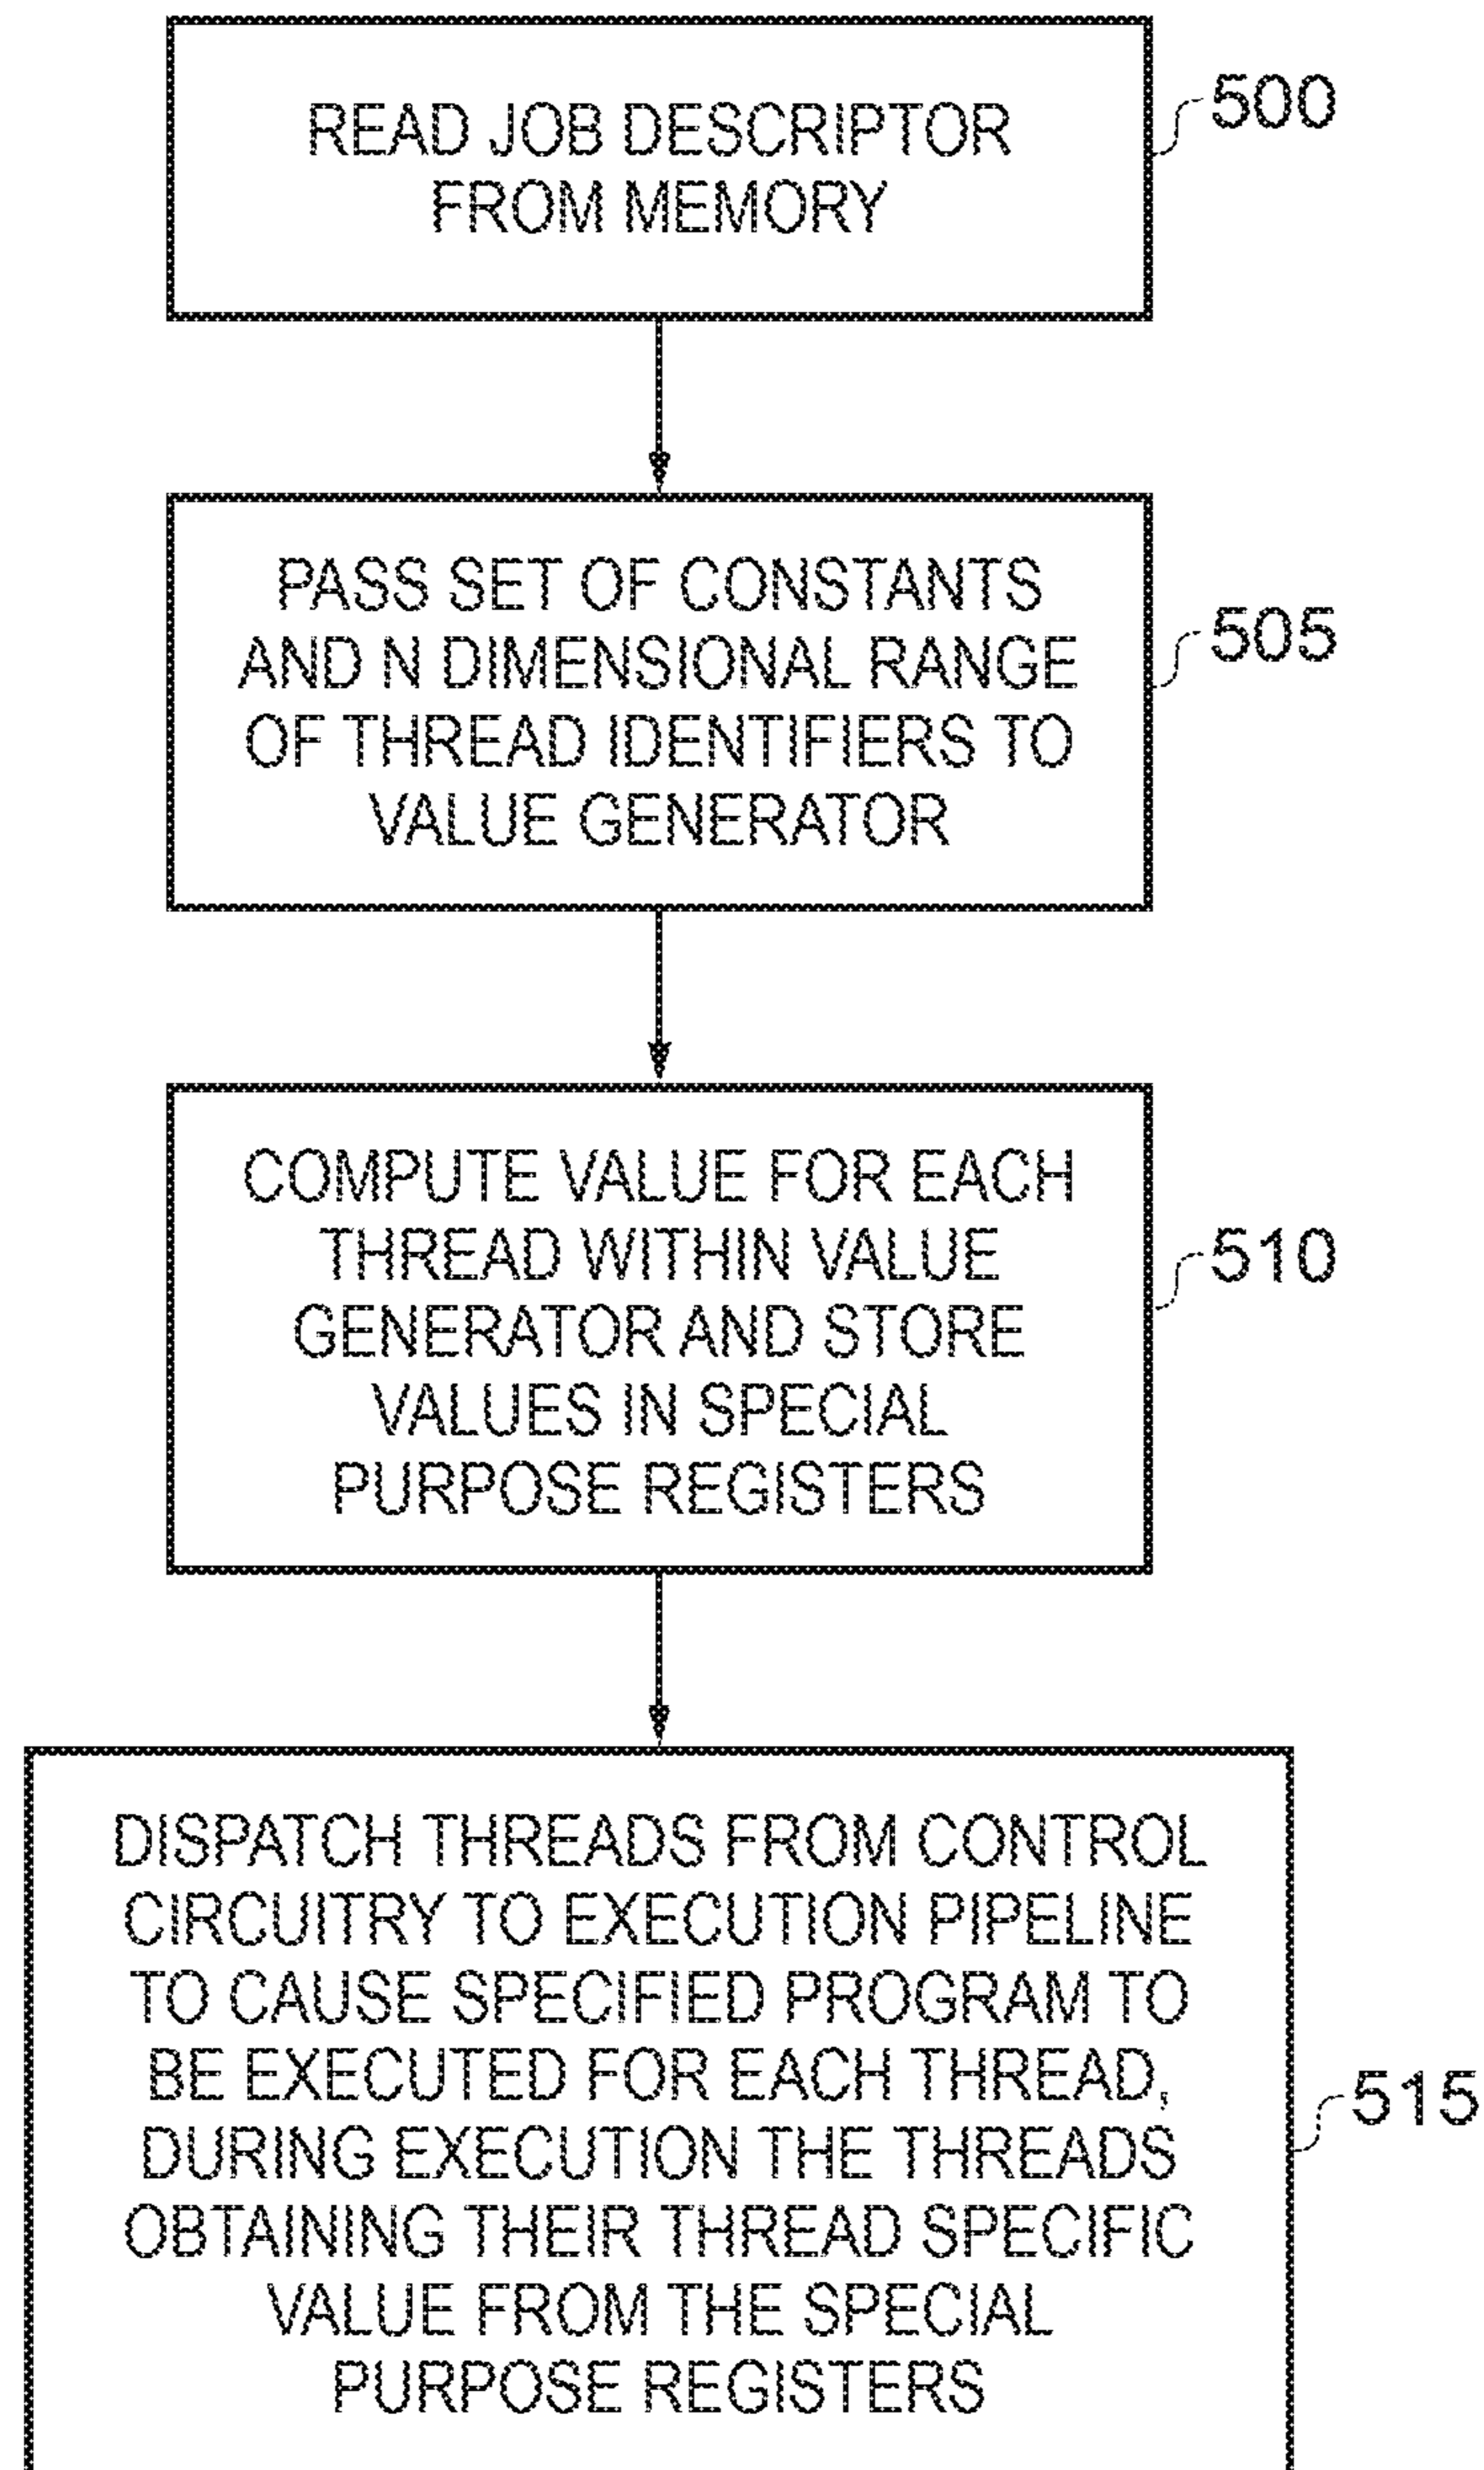 READ JOB DESCRIPTOR
FROM MEMORY
500
PASS SET OF CONSTANTS
AND N DIMENSIONAL RANGE
OF THREAD IDENTIFIERS TO
VALUE GENERATOR
505
COMPUTE VALUE FOR EACH
THREAD WITHIN VALUE
GENERATOR AND STORE
VALUES IN SPECIAL
PURPOSE REGISTERS
510
DISPATCH THREADS FROM CONTROL
CIRCUITRY TO EXECUTION PIPELINE
TO CAUSE SPECIFIED PROGRAM TO
BE EXECUTED FOR EACH THREAD,
DURING EXECUTION THE THREADS
OBTAINING THEIR THREAD SPECIFIC
VALUE FROM THE SPECIAL
PURPOSE REGISTERS
515